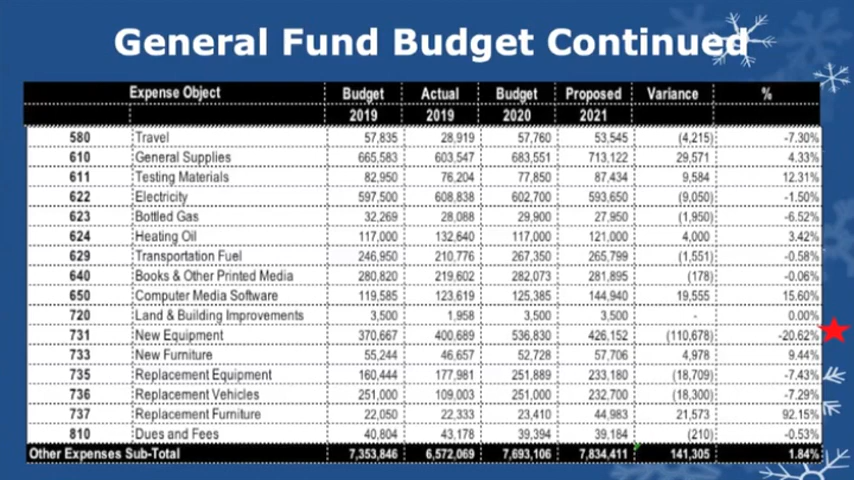 General Fund Budget Continued
Expense Object Budget Actual Budget Proposed Variance %
2019 2019 2020 2021
580 Travel 57,835 28,919 57,760 53,545 (4,215) -7.30%
610 General Supplies 665,583 603,547 683,551 713,122 29,571 4.33%
611 Testing Materials 82,950 76,204 77,850 87,434 9,584 12.31%
622 Electricity 597,500 608,838 602,700 593,650 (9,050) -1.50%
623 Bottled Gas 32,269 28,088 29,900 27,950 (1,950) -6.52%
624 Heating Oil 117,000 132,640 117,000 121,000 4,000 3.42%
629 Transportation Fuel 246,950 210,776 267,350 265,799 (1,551) -0.58%
640 Books & Other Printed Media 280,820 219,602 282,073 281,895 (178) -0.06%
650 Computer Media Software 119,585 123,619 125,385 144,940 19,555 15.60%
720 Land & Building Improvements 3,500 1,958 3,500 3,500 - 0.00%
731 New Equipment 370,667 400,689 536,830 426,152 (110,678) -20.62%
733 New Furniture 55,244 46,657 52,728 57,706 4,978 9.44%
735 Replacement Equipment 160,444 177,981 251,889 233,180 (18,709) -7.43%
736 Replacement Vehicles 251,000 109,003 251,000 232,700 (18,300) -7.29%
737 Replacement Furniture 22,050 22,333 23,410 44,983 21,573 92.15%
810 Dues and Fees 40,804 43,178 39,394 39,184 (210) -0.53%
Other Expenses Sub-Total 7,353,846 6,572,069 7,693,106 7,834,411 141,305 1.84%